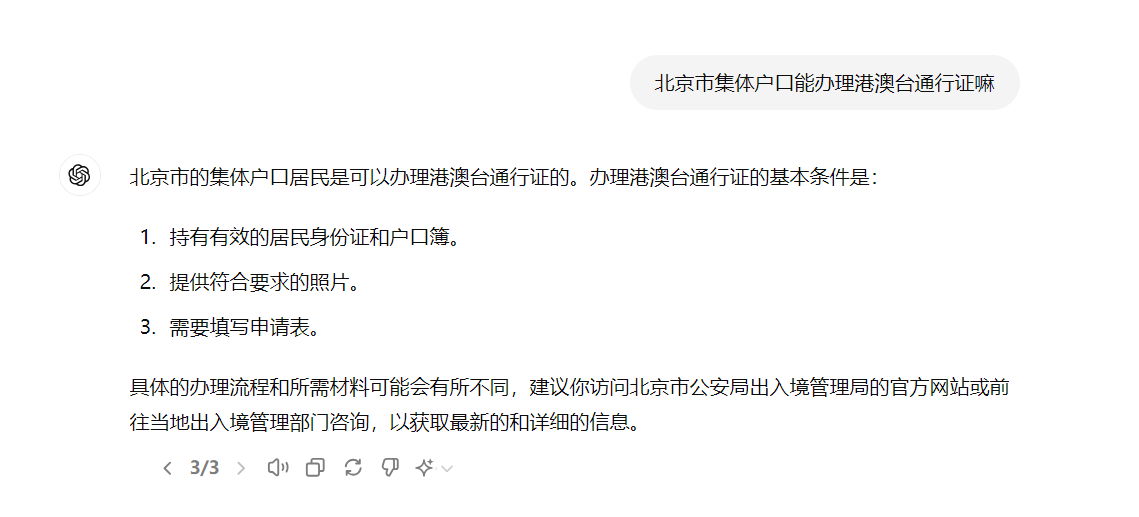 北京市集体户口能办理港澳台通行证嘛
北京市的集体户口居民是可以办理港澳台通行证的。办理港澳台通行证的基本条件是：
1. 持有有效的居民身份证和户口簿。
2. 提供符合要求的照片。
3. 需要填写申请表。
具体的办理流程和所需材料可能会有所不同，建议你访问北京市公安局出入境管理局的官方网站或前
往当地出入境管理部门咨询，以获取最新的和详细的信息。
3/3